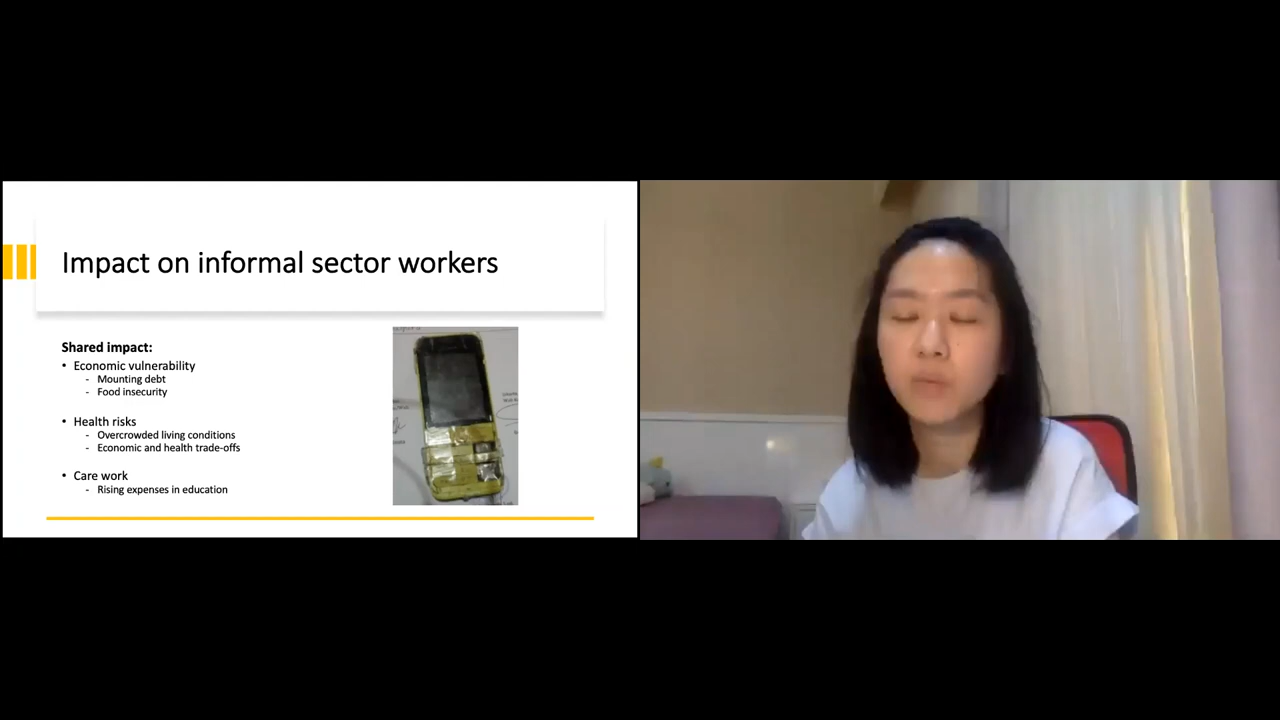 Impact on informal sector workers
Shared impact:
• Economic vulnerability
- Mounting debt
- Food insecurity
• Health risks
- Overcrowded living conditions
- Economic and health trade-offs
• Care work
- Rising expenses in education